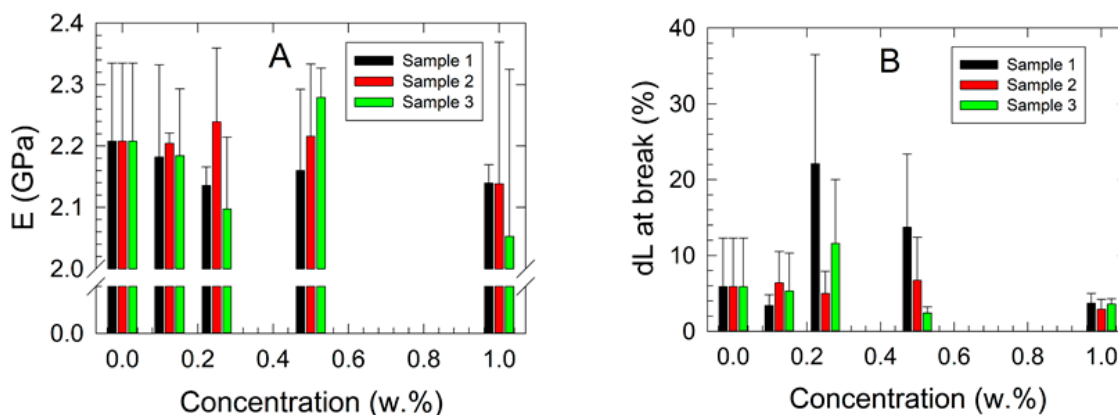 A
Sample 1
Sample 2
Sample 3
E (GPa)
2.4
2.3
2.2
2.1
2.0
0.0
0.0 0.2 0.4 0.6 0.8 1.0
Concentration (w.%)
B
Sample 1
Sample 2
Sample 3
dL at break (%)
40
30
20
10
0
0.0 0.2 0.4 0.6 0.8 1.0
Concentration (w.%)